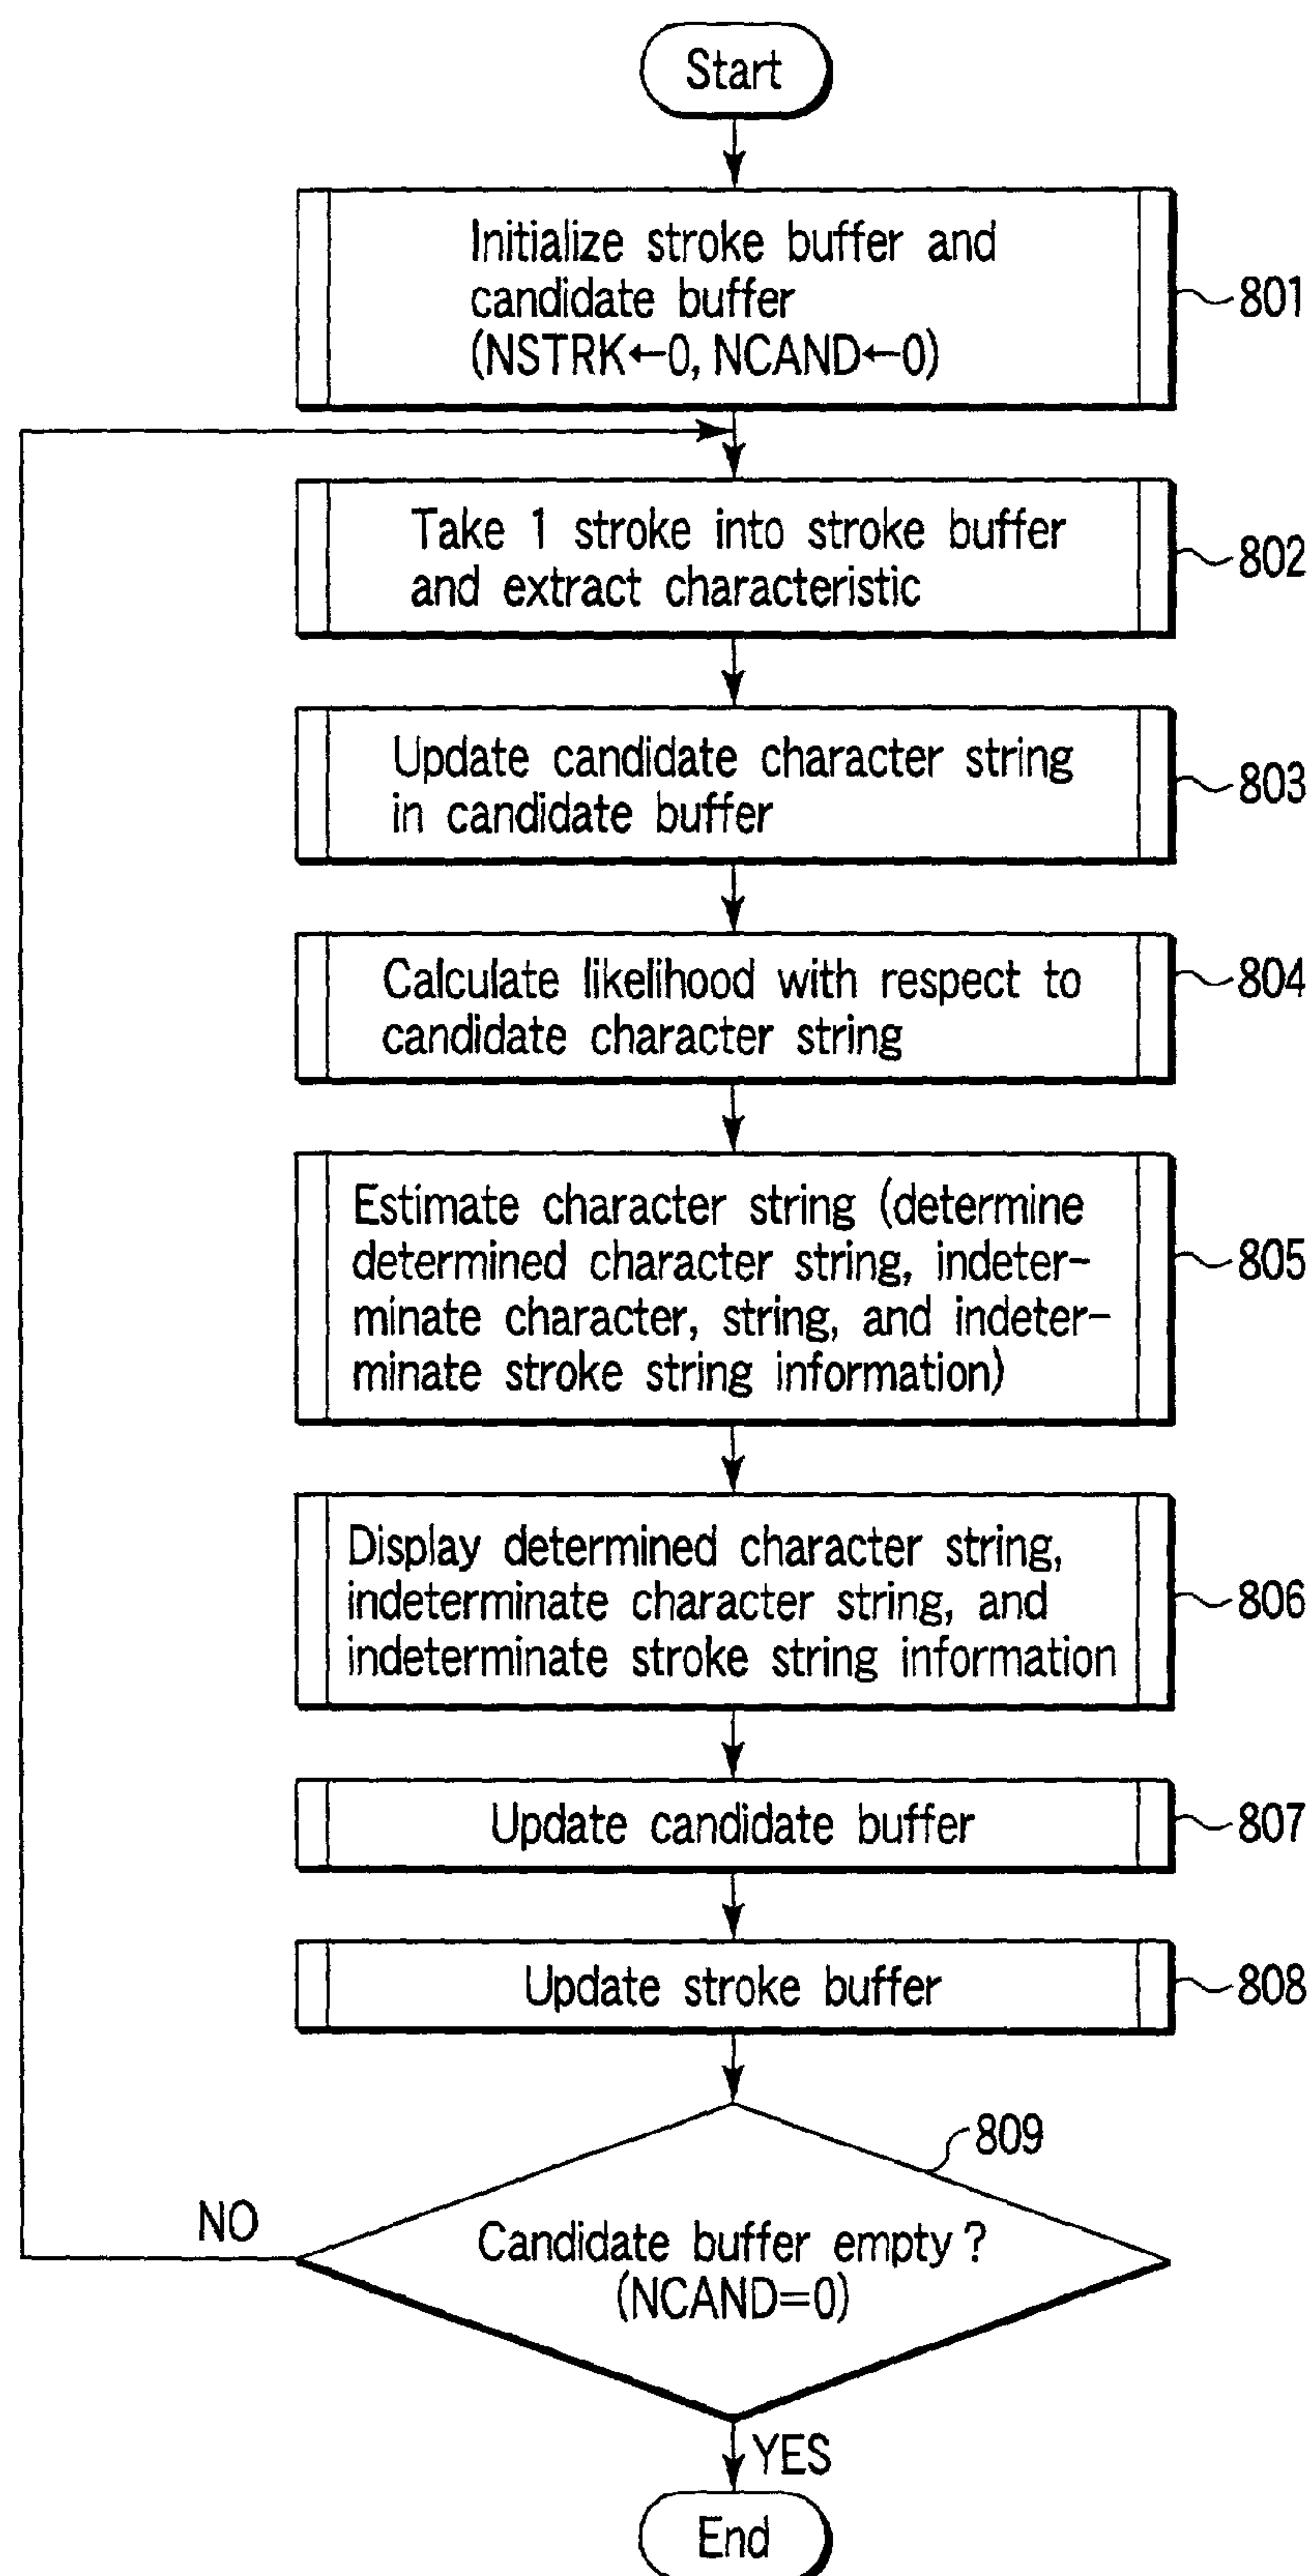 Start
Initialize stroke buffer and
candidate buffer
(NSTRK←0, NCAND←0)
801
Take 1 stroke into stroke buffer
and extract characteristic
802
Update candidate character string
in candidate buffer
803
Calculate likelihood with respect to
candidate character string
804
Estimate character string (determine
determined character string, indeter-
minate character, string, and indeter-
minate stroke string information)
805
Display determined character string,
indeterminate character string, and
indeterminate stroke string information
806
Update candidate buffer
807
Update stroke buffer
808
809
NO
Candidate buffer empty?
(NCAND=0)
YES
End